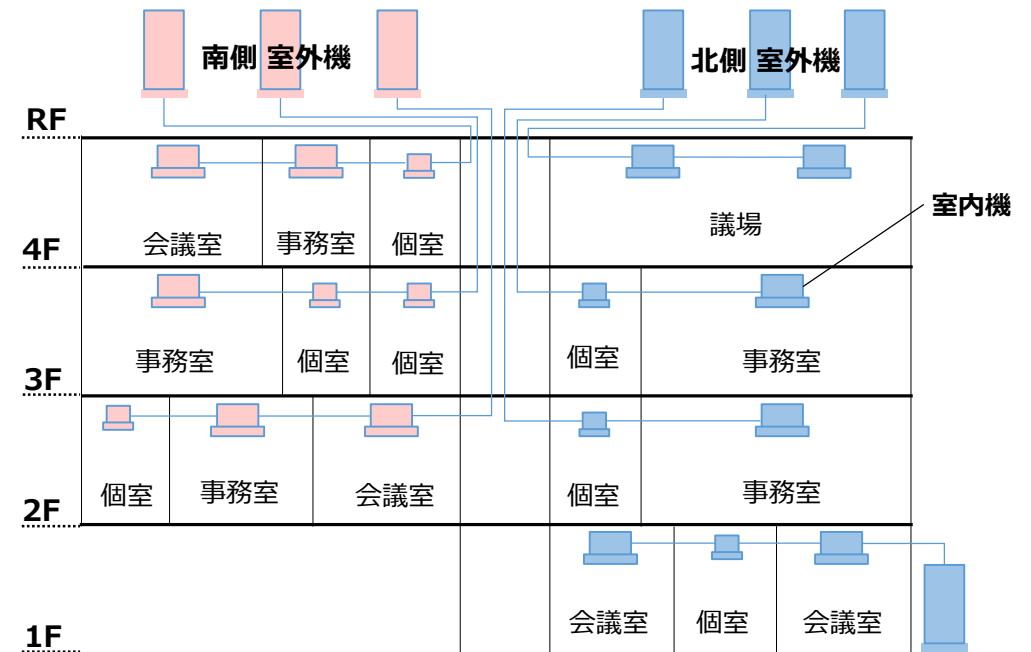 南側 室外機
北側 室外機
RF
室内機
4F
会議室
事務室
個室
議場
3F
事務室
個室
個室
個室
事務室
2F
個室
事務室
会議室
個室
事務室
1F
会議室
個室
会議室